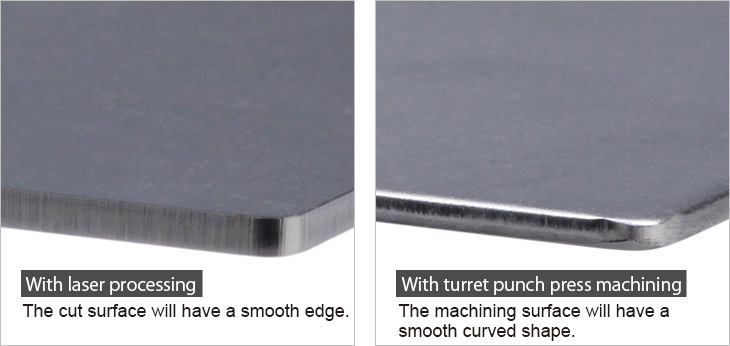 With laser processing
The cut surface will have a smooth edge.
With turret punch press machining
The machining surface will have a
smooth curved shape.